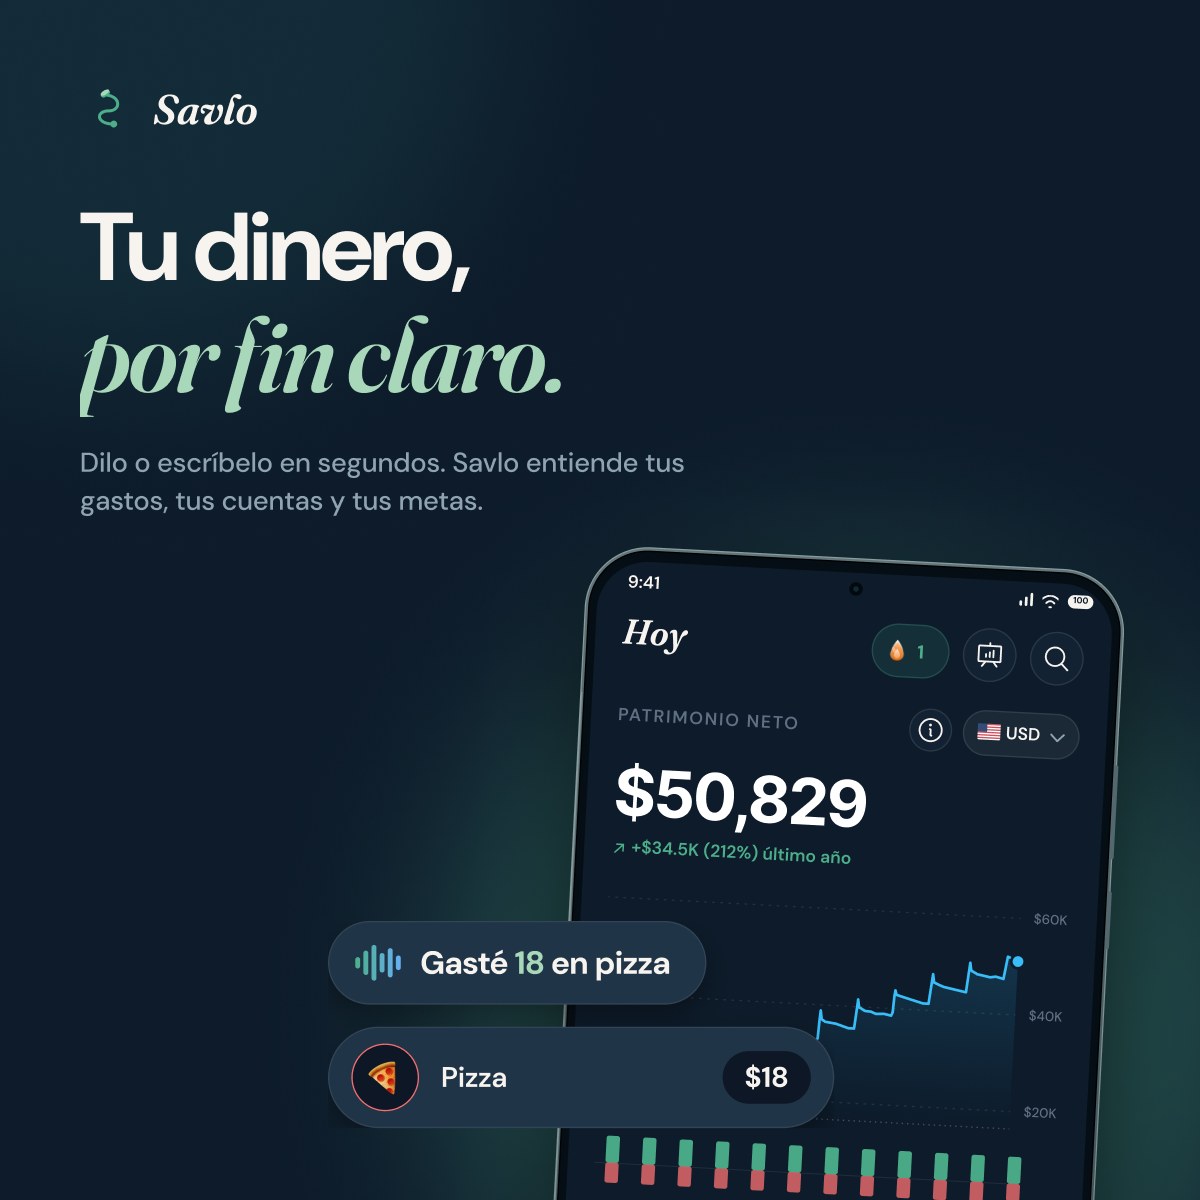 Savlo
Tu dinero,
por fin claro.
Dilo o escríbelo en segundos. Savlo entiende tus
gastos, tus cuentas y tus metas.
9:41
100
Hoy
1
PATRIMONIO NETO
USD
$50,829
+$34.5K (212%) último año
$60K
Gasté 18 en pizza
$40K
Pizza
$18
$20K